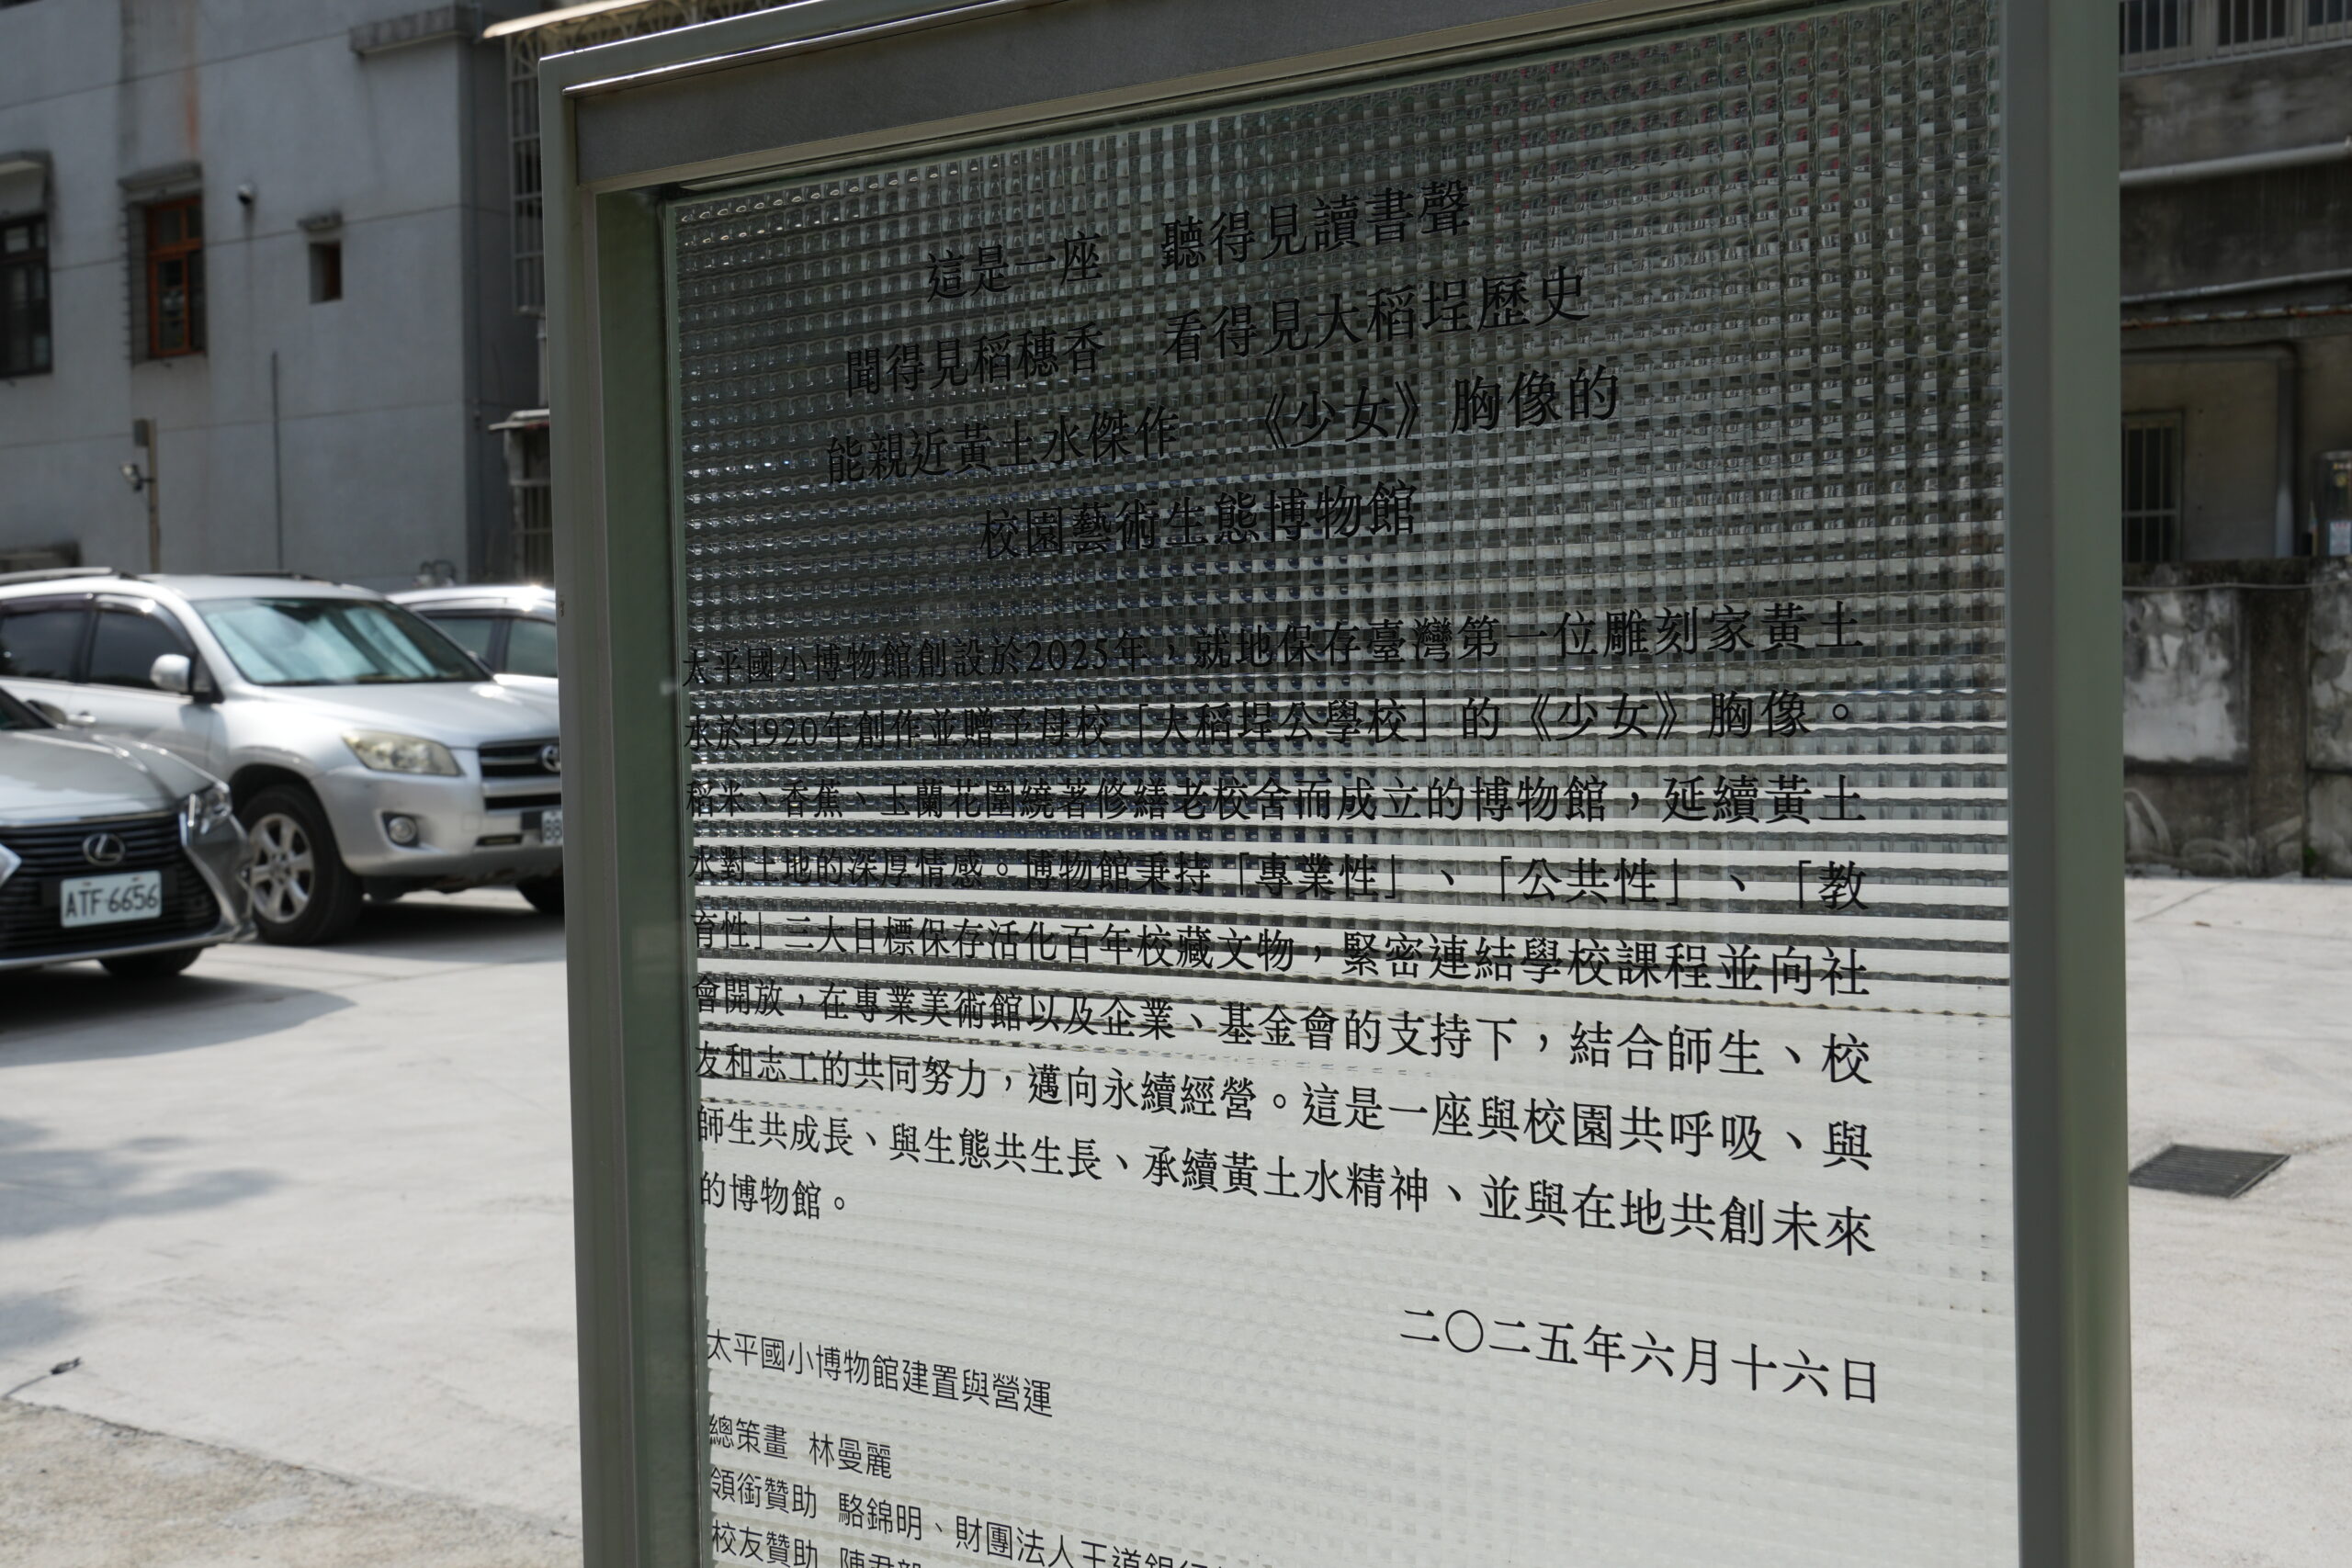 這是一座 聽得見讀書聲
聞得見稻穗香 看得見大稻埕歷史
能親近黃土水傑作 《少女》胸像的
校園藝術生態博物館
太平國小博物館創設於2025年，就地保存臺灣第一位雕刻家黃土
水於1920年創作並贈予母校「大稻埕公學校」的《少女》胸像。
稻米、香蕉、玉蘭花圍繞著修繕老校舍而成立的博物館，延續黃土
水對土地的深厚情感。博物館秉持「專業性」、「公共性」、「教
育性」三大目標保存活化百年校藏文物，緊密連結學校課程並向社
會開放，在專業美術館以及企業、基金會的支持下，結合師生、校
友和志工的共同努力，邁向永續經營。這是一座與校園共呼吸、與
師生共成長、與生態共生長、承續黃土水精神、並與在地共創未來
的博物館。
二〇二五年六月十六日
太平國小博物館建置與營運
總策畫 林曼麗
領銜贊助 駱錦明、財團法人王道銀行
校友贊助 陳君
ATF 6656